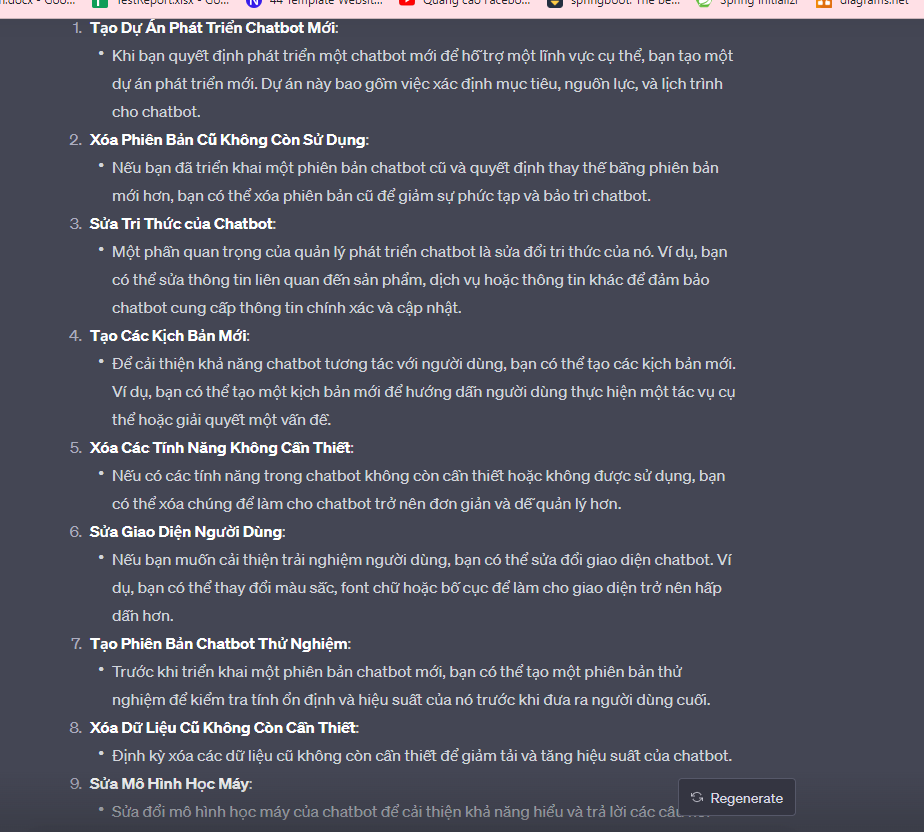 n.docx - Goo... TestReport.xlsx - Go... 44 Template Websit... Quảng cáo Facebo... springboot: The be... Spring Initializr diagrams.net
1. Tạo Dự Án Phát Triển Chatbot Mới:
• Khi bạn quyết định phát triển một chatbot mới để hỗ trợ một lĩnh vực cụ thể, bạn tạo một
dự án phát triển mới. Dự án này bao gồm việc xác định mục tiêu, nguồn lực, và lịch trình
cho chatbot.
2. Xóa Phiên Bản Cũ Không Còn Sử Dụng:
• Nếu bạn đã triển khai một phiên bản chatbot cũ và quyết định thay thế bằng phiên bản
mới hơn, bạn có thể xóa phiên bản cũ để giảm sự phức tạp và bảo trì chatbot.
3. Sửa Tri Thức của Chatbot:
• Một phần quan trọng của quản lý phát triển chatbot là sửa đổi tri thức của nó. Ví dụ, bạn
có thể sửa thông tin liên quan đến sản phẩm, dịch vụ hoặc thông tin khác để đảm bảo
chatbot cung cấp thông tin chính xác và cập nhật.
4. Tạo Các Kịch Bản Mới:
• Để cải thiện khả năng chatbot tương tác với người dùng, bạn có thể tạo các kịch bản mới.
Ví dụ, bạn có thể tạo một kịch bản mới để hướng dẫn người dùng thực hiện một tác vụ cụ
thể hoặc giải quyết một vấn đề.
5. Xóa Các Tính Năng Không Cần Thiết:
• Nếu có các tính năng trong chatbot không còn cần thiết hoặc không được sử dụng, bạn
có thể xóa chúng để làm cho chatbot trở nên đơn giản và dễ quản lý hơn.
6. Sửa Giao Diện Người Dùng:
• Nếu bạn muốn cải thiện trải nghiệm người dùng, bạn có thể sửa đổi giao diện chatbot. Ví
dụ, bạn có thể thay đổi màu sắc, font chữ hoặc bố cục để làm cho giao diện trở nên hấp
dẫn hơn.
7. Tạo Phiên Bản Chatbot Thử Nghiệm:
• Trước khi triển khai một phiên bản chatbot mới, bạn có thể tạo một phiên bản thử
nghiệm để kiểm tra tính ổn định và hiệu suất của nó trước khi đưa ra người dùng cuối.
8. Xóa Dữ Liệu Cũ Không Còn Cần Thiết:
• Định kỳ xóa các dữ liệu cũ không còn cần thiết để giảm tải và tăng hiệu suất của chatbot.
9. Sửa Mô Hình Học Máy:
• Sửa đổi mô hình học máy của chatbot để cải thiện khả năng hiểu và trả lời các
Regenerate